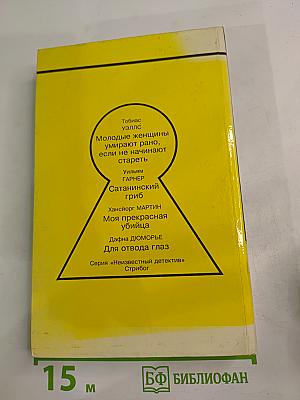 Тобиас
УЭЛЛС
Молодые женщины
умирают рано,
если не начинают
стареть
Уильям
ГАРНЕР
Сатанинский
гриб
Хансйорг МАРТИН
Моя прекрасная
убийца
Дафна ДЮМОРЬЕ
Для отвода глаз
Серия «Неизвестный детектив»
Стрибог
15 м
БФ БИБЛИОФАН